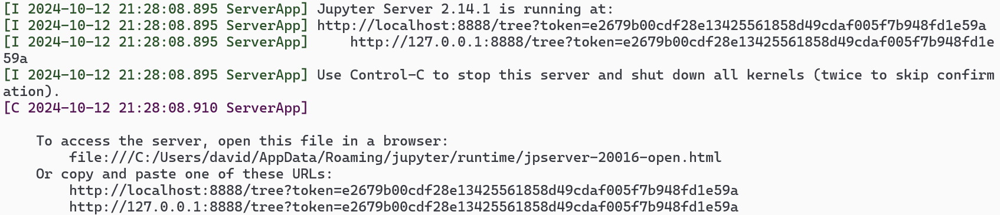 [I 2024-10-12 21:28:08.895 ServerApp] Jupyter Server 2.14.1 is running at:
[I 2024-10-12 21:28:08.895 ServerApp] http://localhost:8888/tree?token=e2679b00cdf28e13425561858d49cdaf005f7b948fd1e59a
[I 2024-10-12 21:28:08.895 ServerApp]     http://127.0.0.1:8888/tree?token=e2679b00cdf28e13425561858d49cdaf005f7b948fd1e
59a
[I 2024-10-12 21:28:08.895 ServerApp] Use Control-C to stop this server and shut down all kernels (twice to skip confirm
ation).
[C 2024-10-12 21:28:08.910 ServerApp]
    To access the server, open this file in a browser:
        file:///C:/Users/david/AppData/Roaming/jupyter/runtime/jpserver-20016-open.html
    Or copy and paste one of these URLs:
        http://localhost:8888/tree?token=e2679b00cdf28e13425561858d49cdaf005f7b948fd1e59a
        http://127.0.0.1:8888/tree?token=e2679b00cdf28e13425561858d49cdaf005f7b948fd1e59a